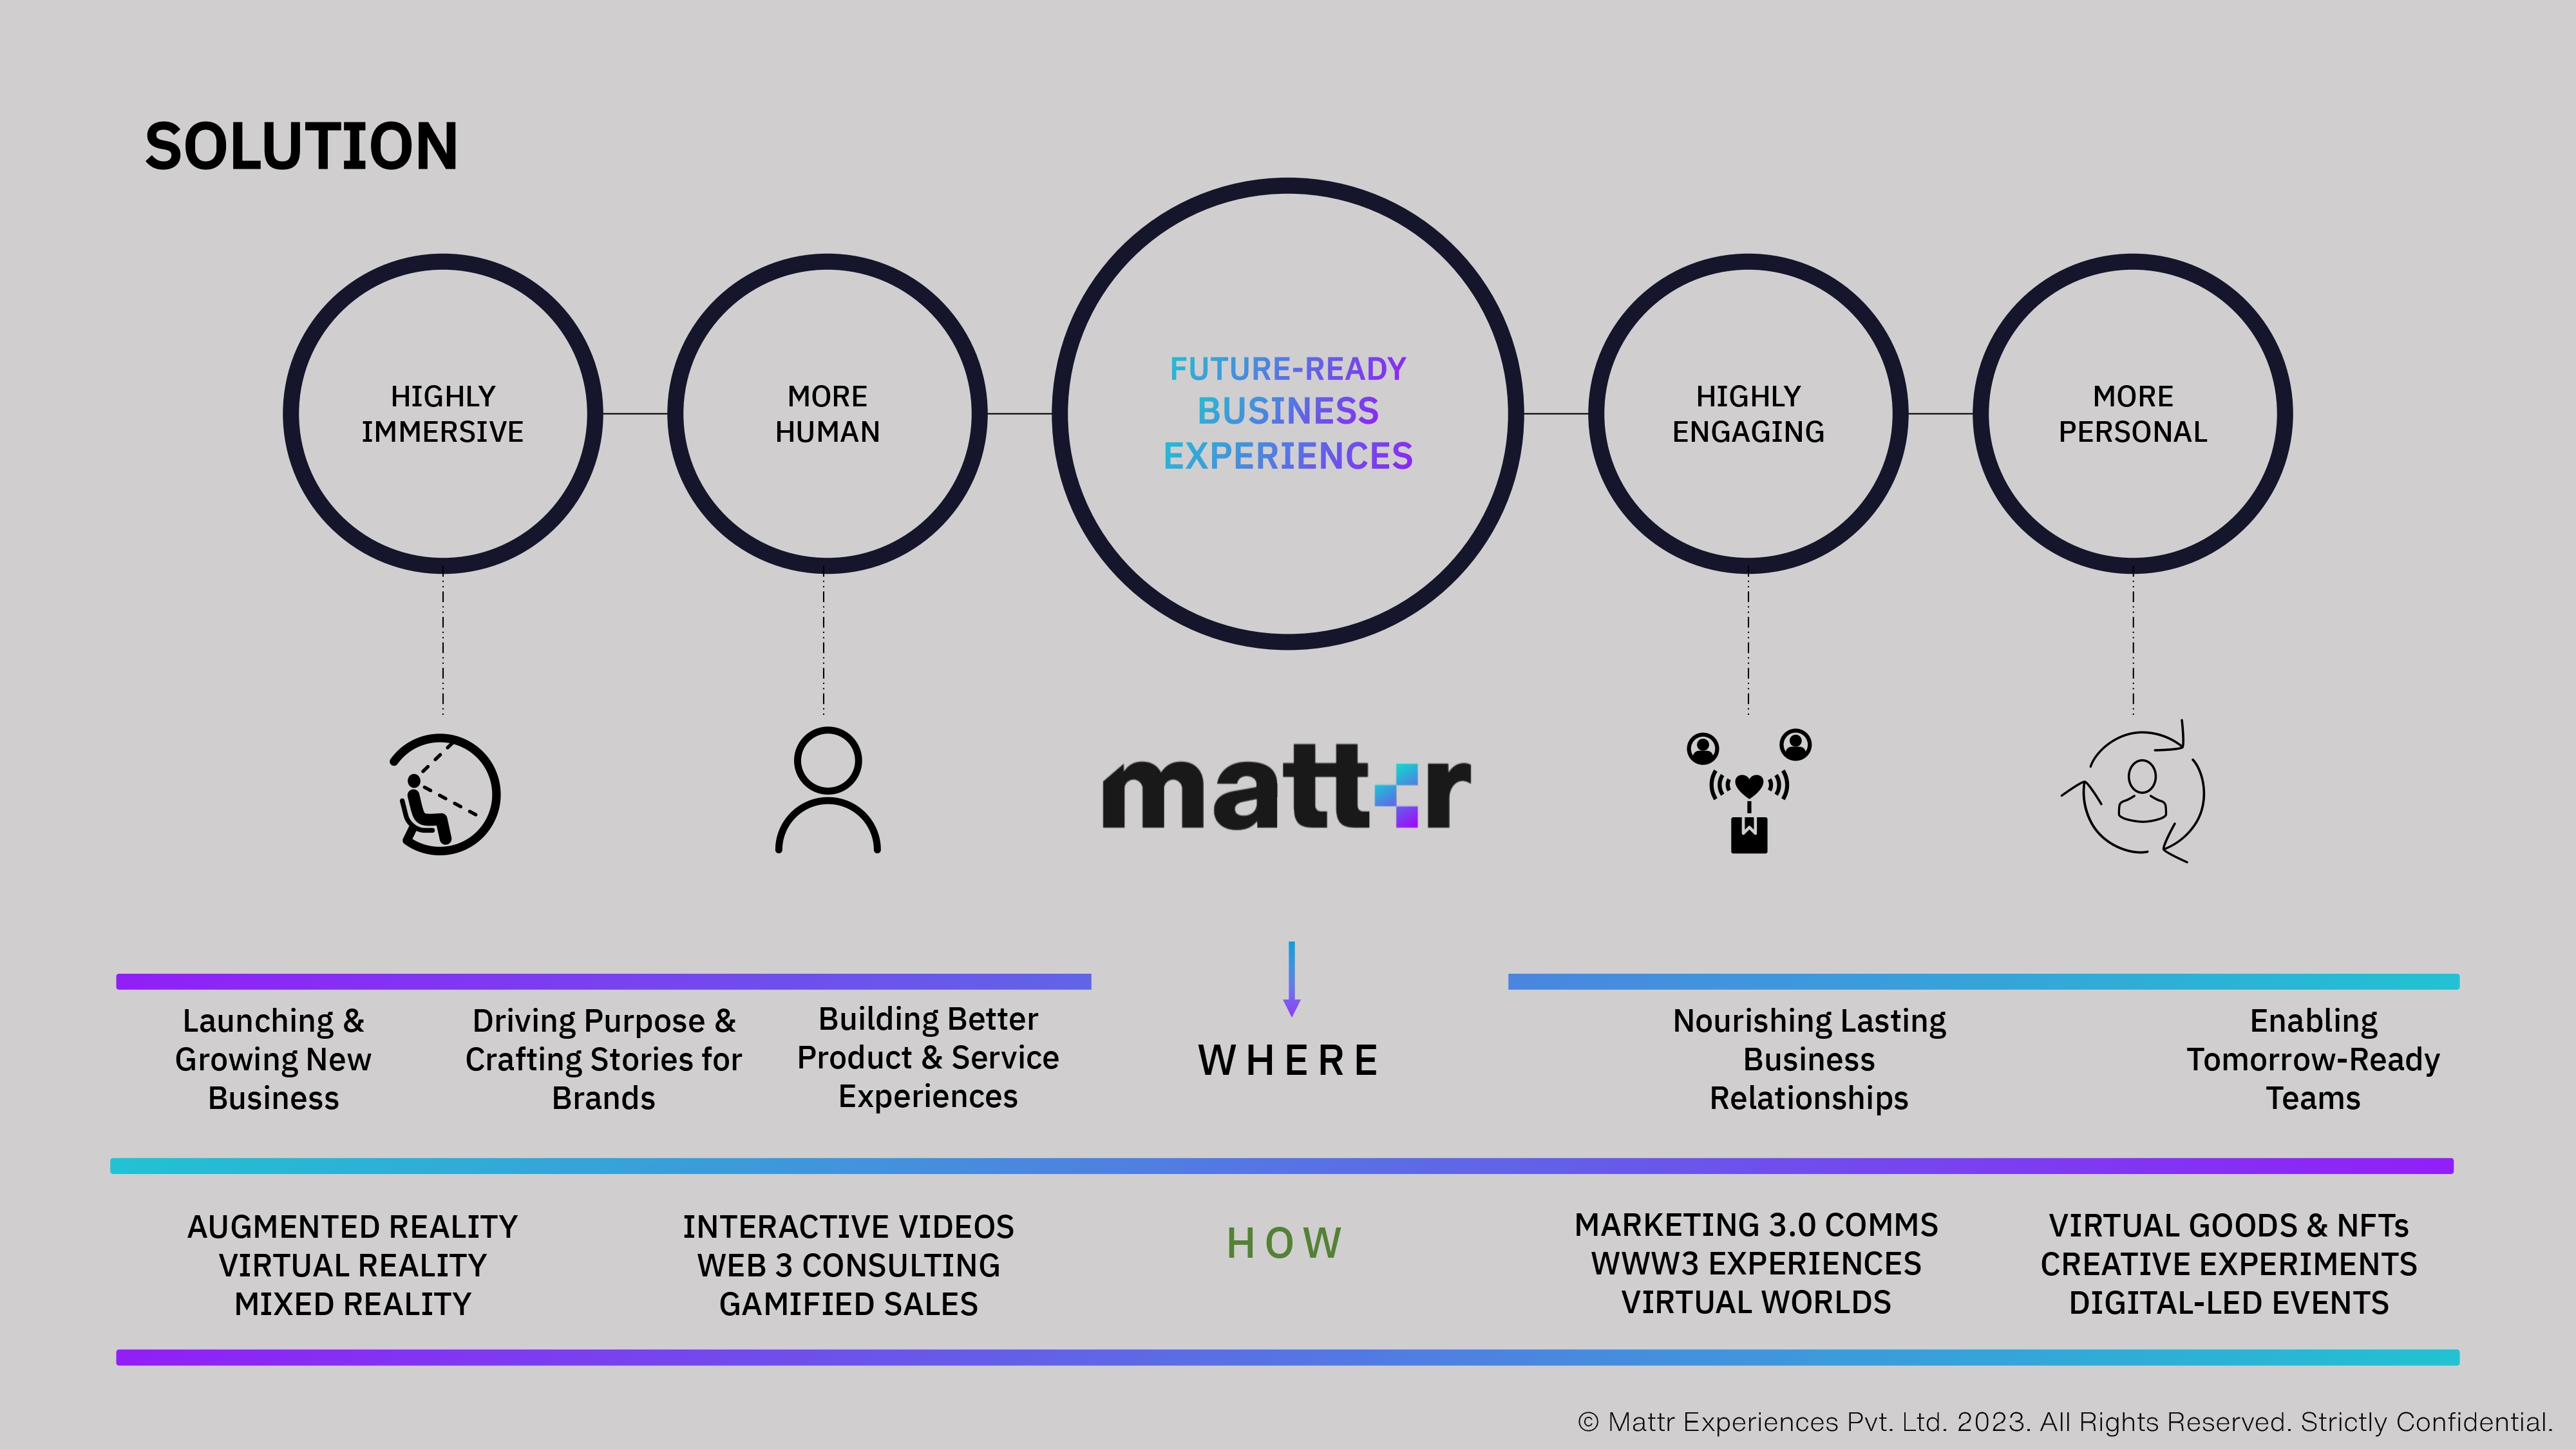 SOLUTION
HIGHLY
IMMERSIVE
MORE
HUMAN
FUTURE-READY
BUSINESS
EXPERIENCES
HIGHLY
ENGAGING
MORE
PERSONAL
mattr
Launching &
Growing New
Business
Driving Purpose &
Crafting Stories for
Brands
Building Better
Product & Service
Experiences
WHERE
Nourishing Lasting
Business
Relationships
Enabling
Tomorrow-Ready
Teams
AUGMENTED REALITY
VIRTUAL REALITY
MIXED REALITY
INTERACTIVE VIDEOS
WEB 3 CONSULTING
GAMIFIED SALES
HOW
MARKETING 3.0 COMMS
WWW3 EXPERIENCES
VIRTUAL WORLDS
VIRTUAL GOODS & NFTs
CREATIVE EXPERIMENTS
DIGITAL-LED EVENTS
© Mattr Experiences Pvt. Ltd. 2023. All Rights Reserved. Strictly Confidential.